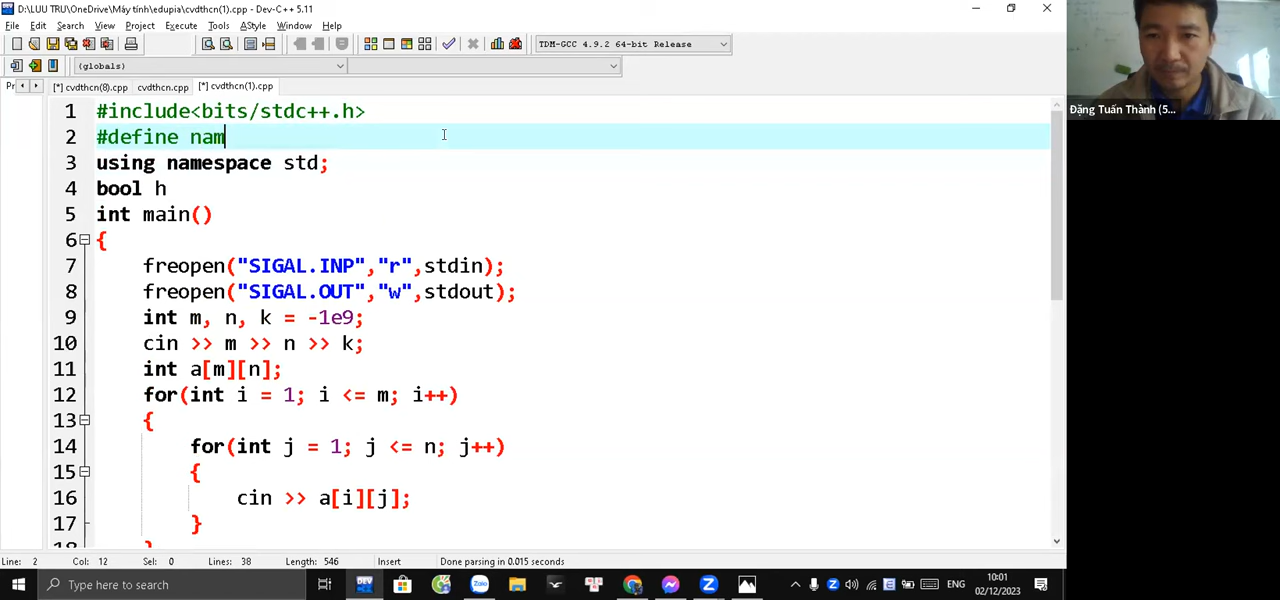 D:\LUU TRU\OneDrive\Máy tính\edupia\cvdthcn(1).cpp - Dev-C++ 5.11
File Edit Search View Project Execute Tools AStyle Window Help
TDM-GCC 4.9.2 64-bit Release
(globals)
Pr [*] cvdthcn(8).cpp cvdthcn.cpp [*] cvdthcn(1).cpp
1 #include<bits/stdc++.h>
2 #define nam
3 using namespace std;
4 bool h
5 int main()
6 {
7 freopen("SIGAL.INP","r",stdin);
8 freopen("SIGAL.OUT","w",stdout);
9 int m, n, k = -1e9;
10 cin >> m >> n >> k;
11 int a[m][n];
12 for(int i = 1; i <= m; i++)
13 {
14 for(int j = 1; j <= n; j++)
15 {
16 cin >> a[i][j];
17 }
18 }
Line: 2 Col: 12 Sel: 0 Lines: 38 Length: 546 Insert Done parsing in 0.015 seconds
Type here to search
DEV
Zalo
ENG
10:01
02/12/2023
Đặng Tuấn Thành (5...